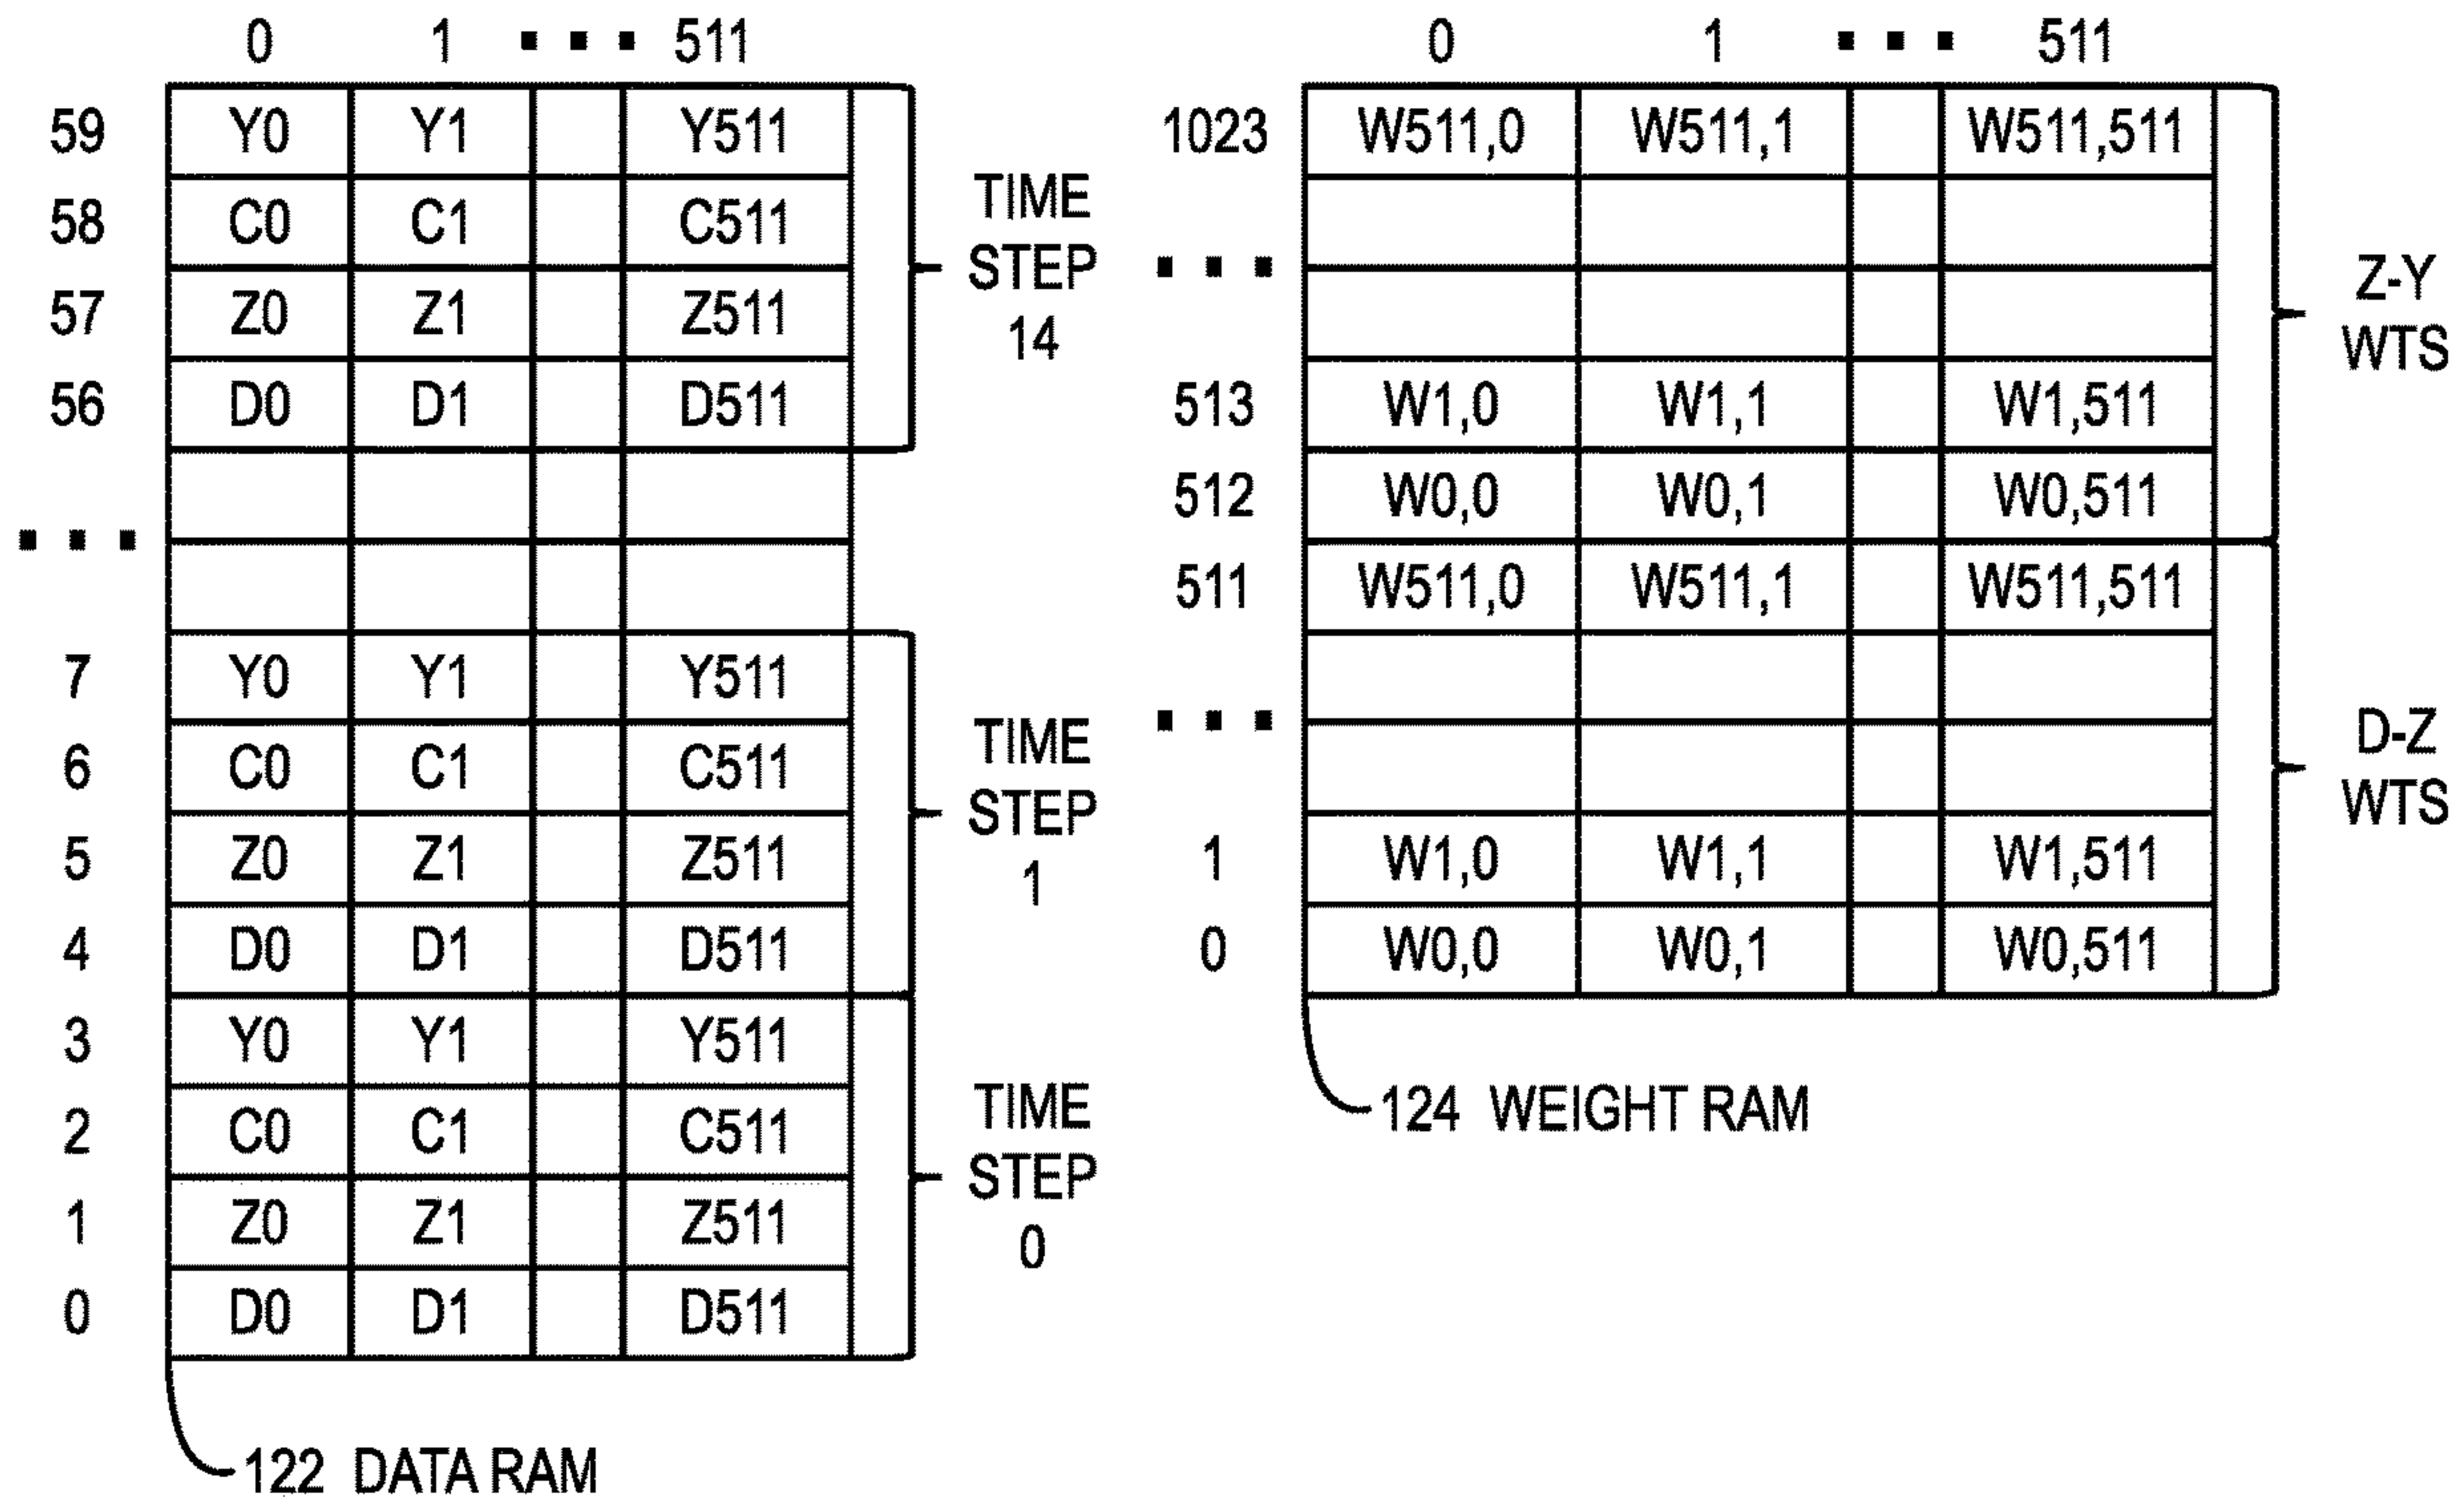 0 1 ▪ ▪ ▪ 511
59 Y0 Y1 Y511
58 C0 C1 C511
57 Z0 Z1 Z511
56 D0 D1 D511
TIME
STEP
14
▪ ▪ ▪
7 Y0 Y1 Y511
6 C0 C1 C511
5 Z0 Z1 Z511
4 D0 D1 D511
TIME
STEP
1
3 Y0 Y1 Y511
2 C0 C1 C511
1 Z0 Z1 Z511
0 D0 D1 D511
TIME
STEP
0
122 DATA RAM
0 1 ▪ ▪ ▪ 511
1023 W511,0 W511,1 W511,511
▪ ▪ ▪
513 W1,0 W1,1 W1,511
512 W0,0 W0,1 W0,511
Z-Y
WTS
511 W511,0 W511,1 W511,511
▪ ▪ ▪
1 W1,0 W1,1 W1,511
0 W0,0 W0,1 W0,511
D-Z
WTS
124 WEIGHT RAM